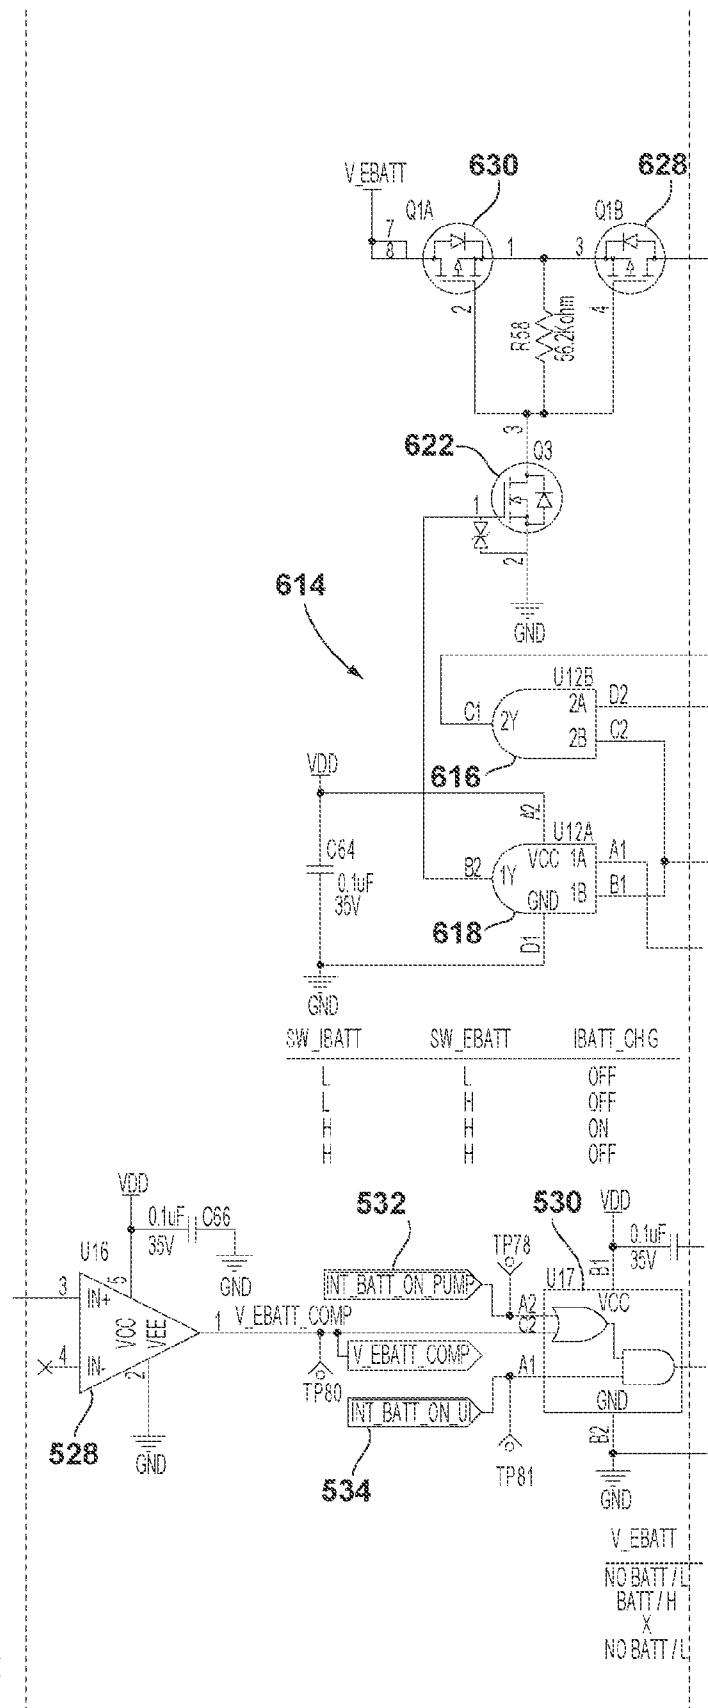 630
628
V_EBATT
Q1A
Q1B
7
8
1
3
2
4
R58
56.2Kohm
3
622
Q3
1
2
614
GND
U12B
C1
2Y
2A
D2
2B
C2
616
VDD
A2
U12A
C64
0.1uF
35V
B2
1Y
VCC
1A
A1
GND
1B
B1
618
D1
GND
SW_IBATT SW_EBATT IBATT_CHG
L L OFF
L H OFF
H H ON
H H OFF
VDD
532
530
0.1uF
C66
35V
TP78
VDD
0.1uF
35V
U16
5
GND
INT_BATT_ON_PUMP
B1
U17
3
IN+
VCC
VEE
1
V_EBATT_COMP
A2
C2
VCC
4
IN-
2
V_EBATT_COMP
A1
TP80
INT_BATT_ON_UI
GND
528
GND
534
TP81
B2
GND
V_EBATT
NO BATT / L
BATT / H
X
NO BATT / L